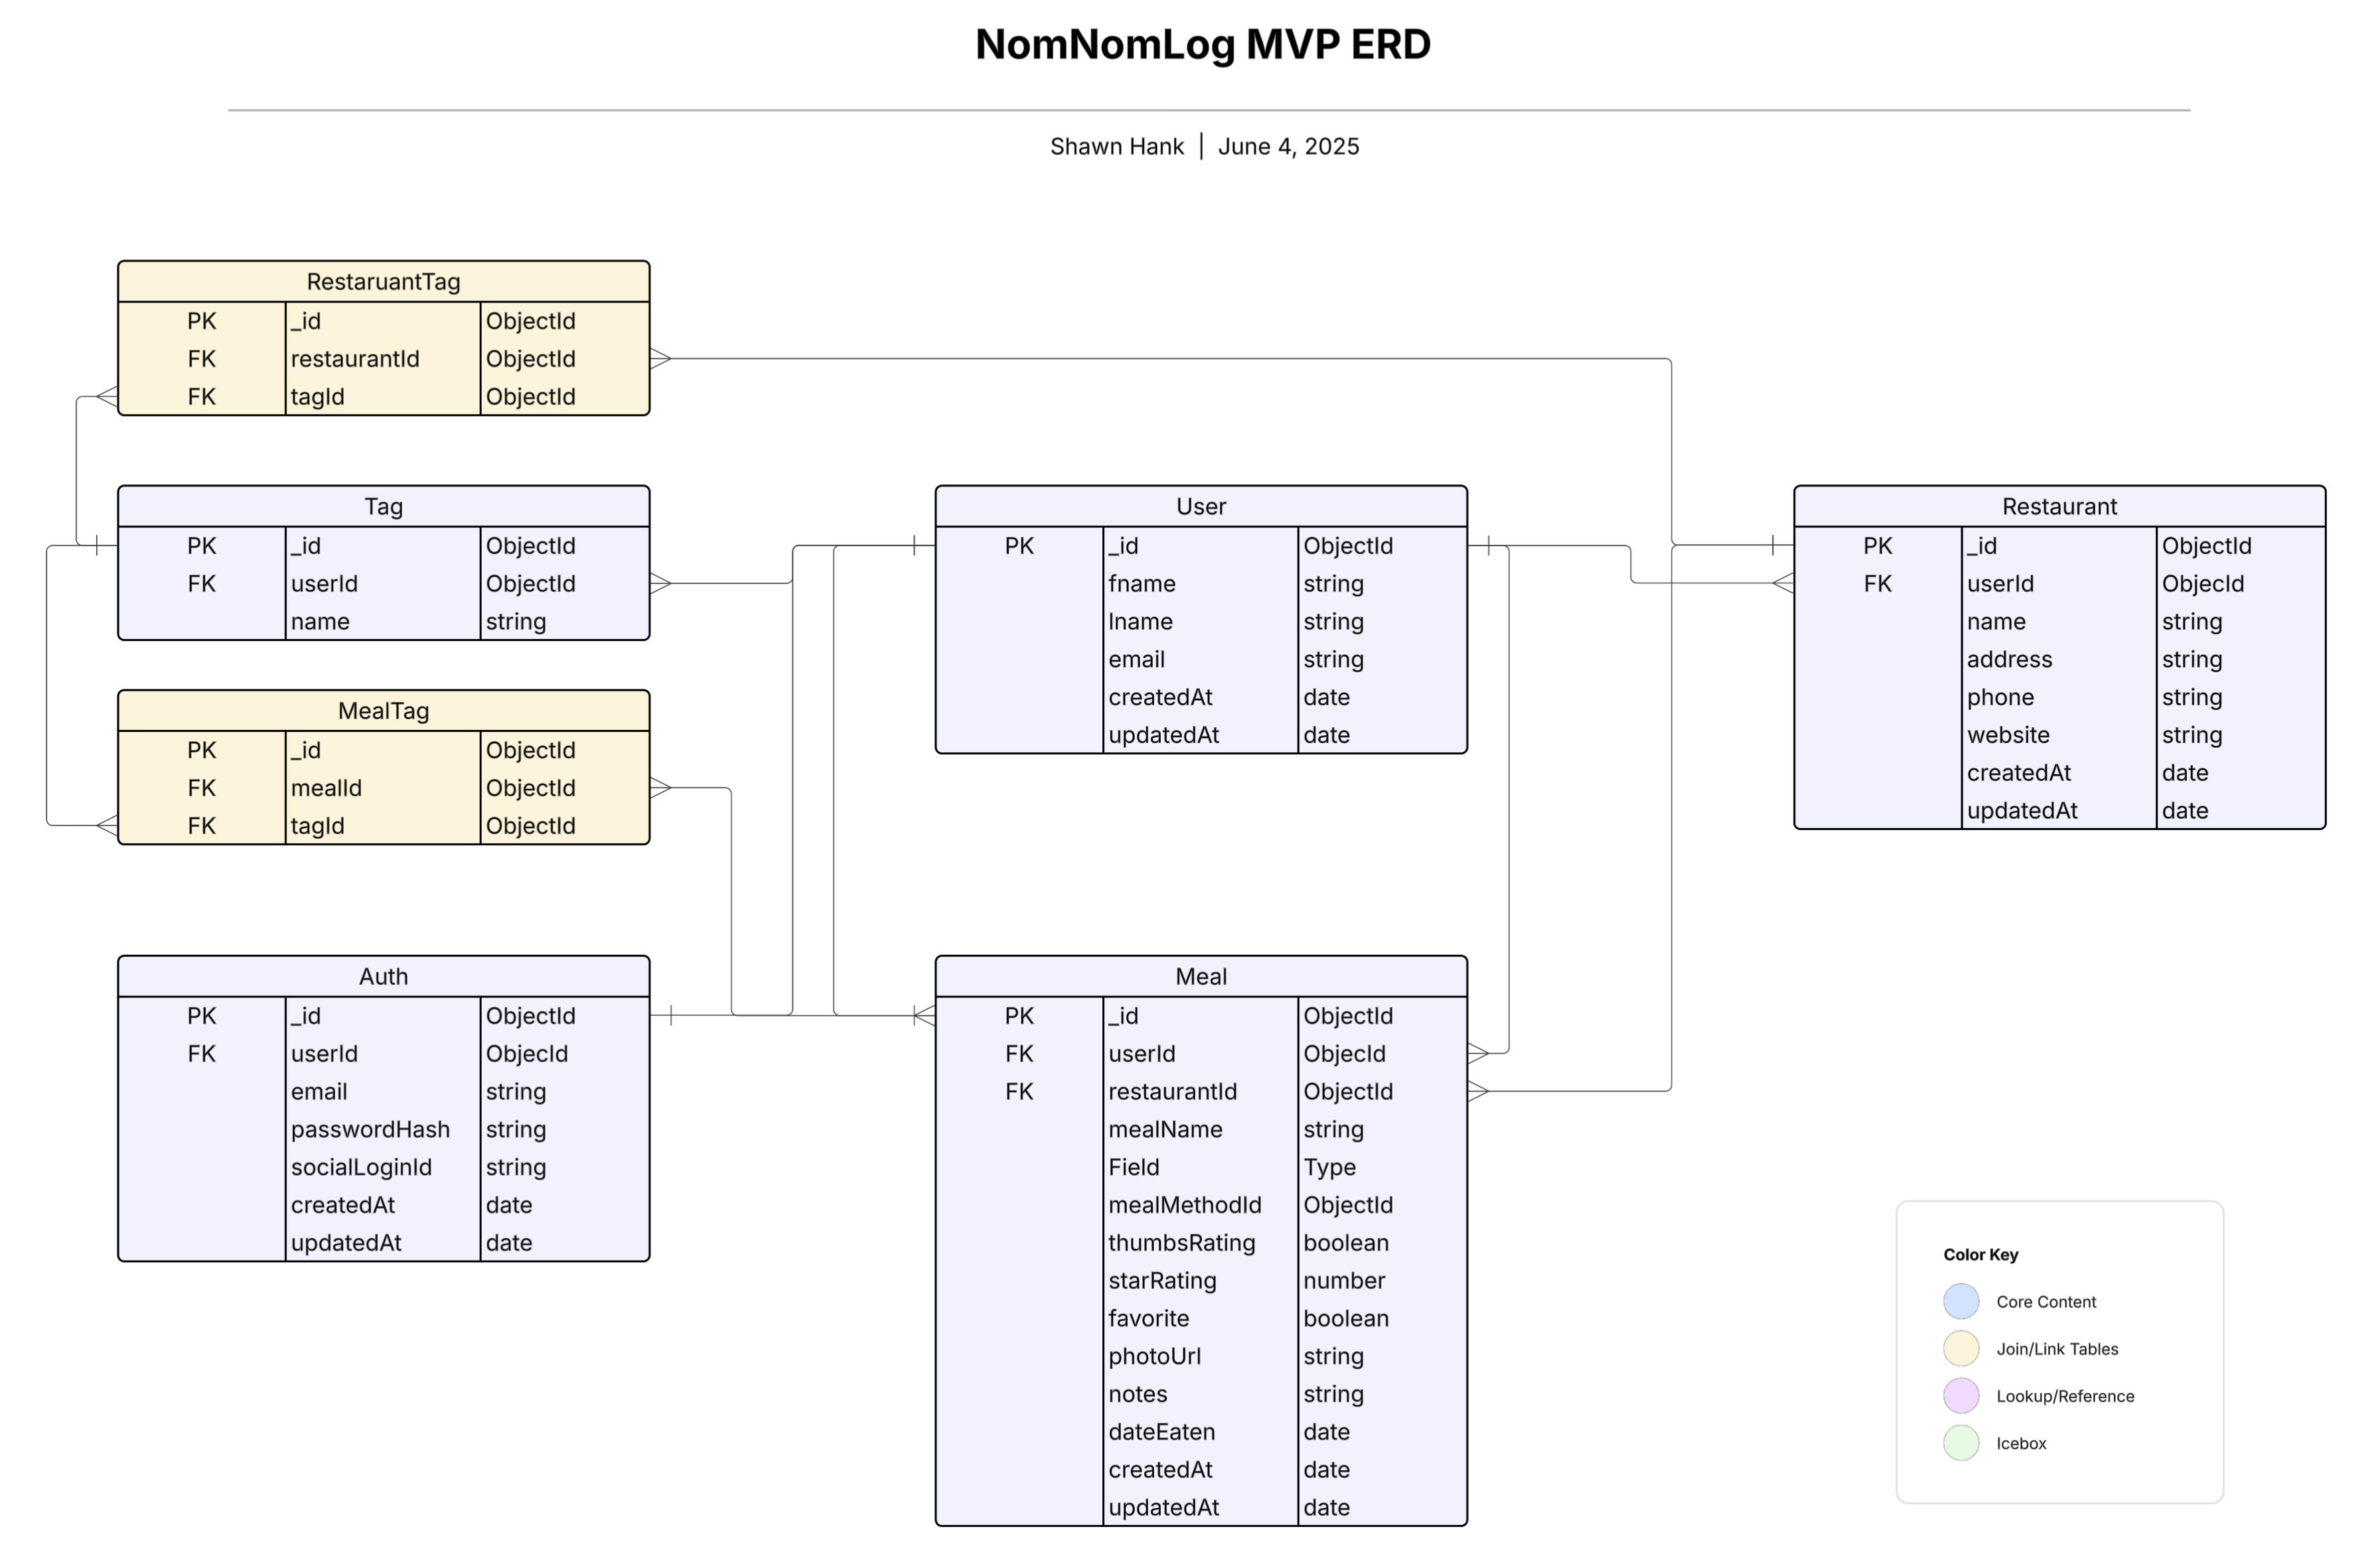 NomNomLog MVP ERD
Shawn Hank | June 4, 2025
RestaruantTag
PK _id ObjectId
FK restaurantId ObjectId
FK tagId ObjectId
Tag
PK _id ObjectId
FK userId ObjectId
name string
MealTag
PK _id ObjectId
FK mealId ObjectId
FK tagId ObjectId
Auth
PK _id ObjectId
FK userId ObjecId
email string
passwordHash string
socialLoginId string
createdAt date
updatedAt date
User
PK _id ObjectId
fname string
lname string
email string
createdAt date
updatedAt date
Meal
PK _id ObjectId
FK userId ObjecId
FK restaurantId ObjectId
mealName string
Field Type
mealMethodId ObjectId
thumbsRating boolean
starRating number
favorite boolean
photoUrl string
notes string
dateEaten date
createdAt date
updatedAt date
Restaurant
PK _id ObjectId
FK userId ObjecId
name string
address string
phone string
website string
createdAt date
updatedAt date
Color Key
Core Content
Join/Link Tables
Lookup/Reference
Icebox